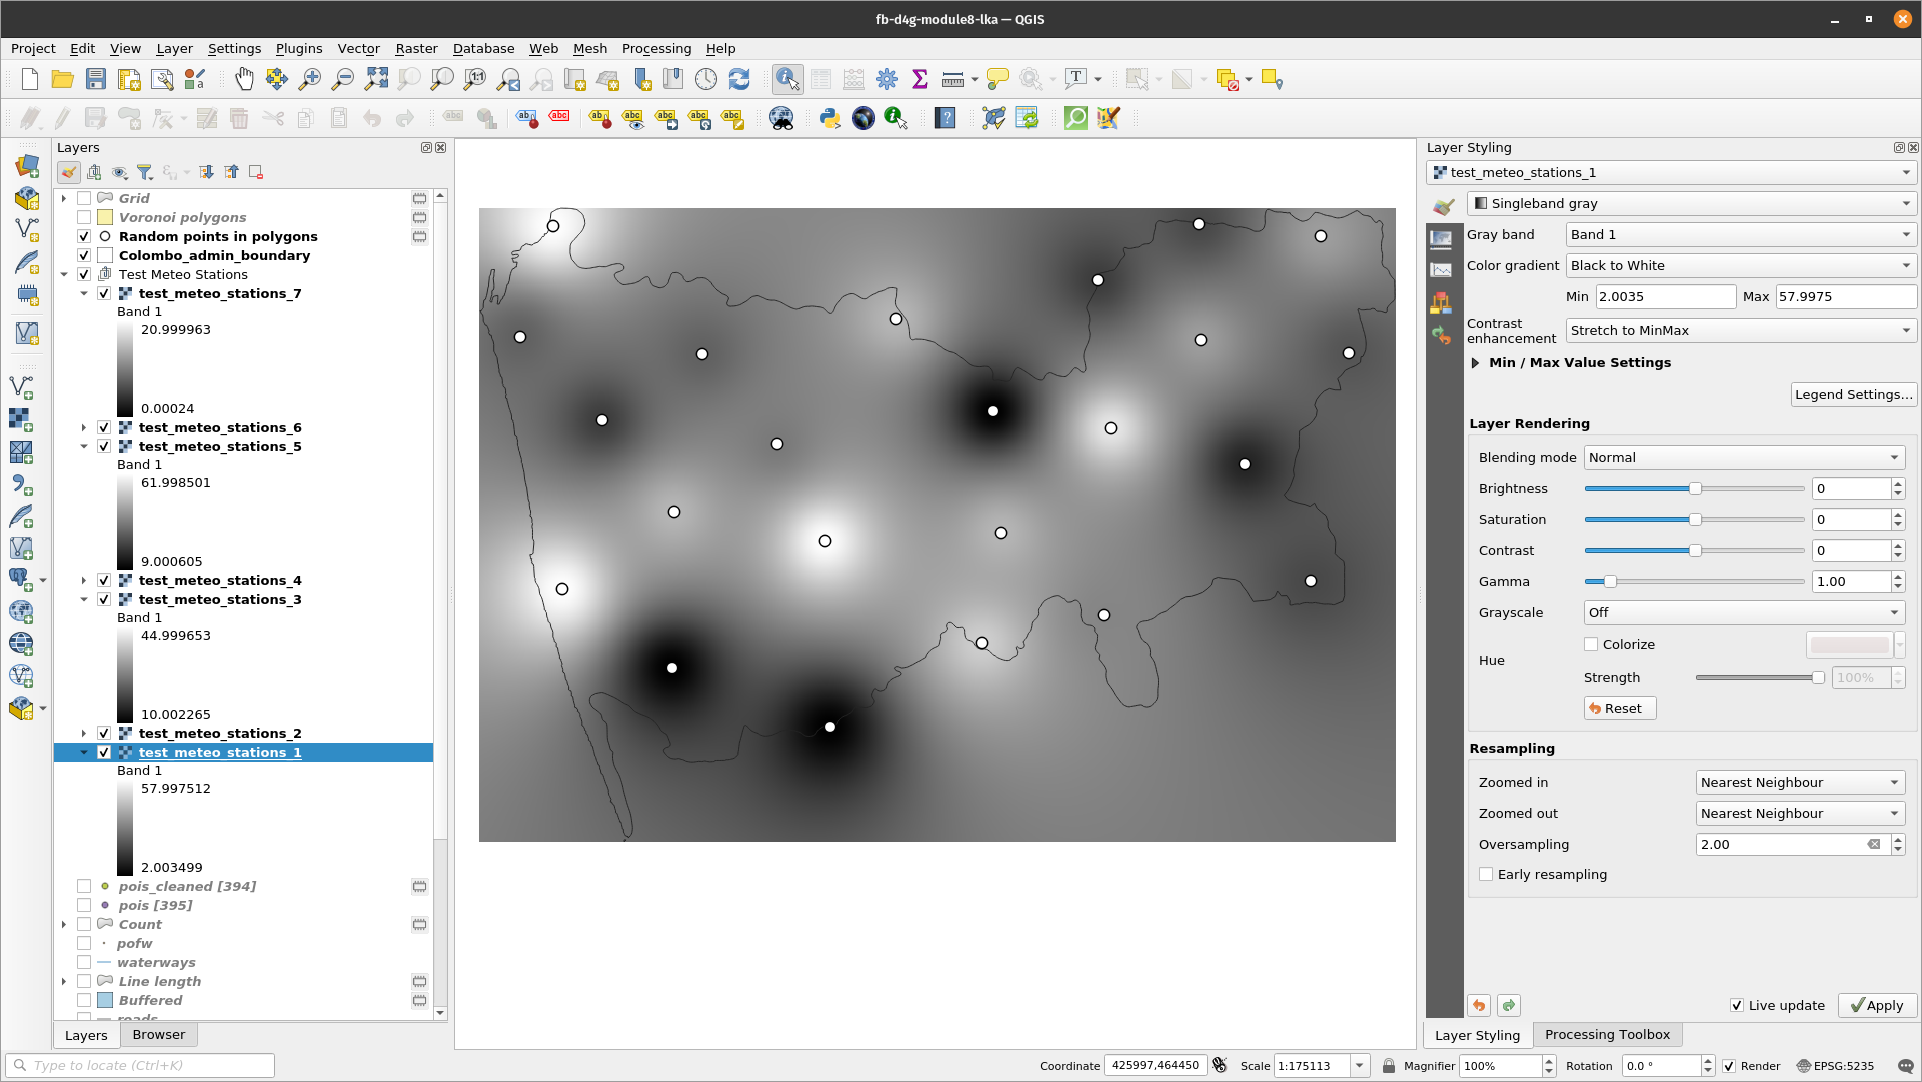 fb-d4g-module8-lka — QGIS
Project Edit View Layer Settings Plugins Vector Raster Database Web Mesh Processing Help
Layers
Grid
Voronoi polygons
Random points in polygons
Colombo_admin_boundary
Test Meteo Stations
test_meteo_stations_7
Band 1
20.999963
0.00024
test_meteo_stations_6
test_meteo_stations_5
Band 1
61.998501
9.000605
test_meteo_stations_4
test_meteo_stations_3
Band 1
44.999653
10.002265
test_meteo_stations_2
test_meteo_stations_1
Band 1
57.997512
2.003499
pois_cleaned [394]
pois [395]
Count
pofw
waterways
Line length
Buffered
roads
Layers Browser
Layer Styling
test_meteo_stations_1
Singleband gray
Gray band Band 1
Color gradient Black to White
Min 2.0035 Max 57.9975
Contrast enhancement Stretch to MinMax
Min / Max Value Settings
Legend Settings...
Layer Rendering
Blending mode Normal
Brightness 0
Saturation 0
Contrast 0
Gamma 1.00
Grayscale Off
Hue
Colorize
Strength 100%
Reset
Resampling
Zoomed in Nearest Neighbour
Zoomed out Nearest Neighbour
Oversampling 2.00
Early resampling
Live update Apply
Layer Styling Processing Toolbox
Type to locate (Ctrl+K) Coordinate 425997,464450 Scale 1:175113 Magnifier 100% Rotation 0.0 ° Render EPSG:5235